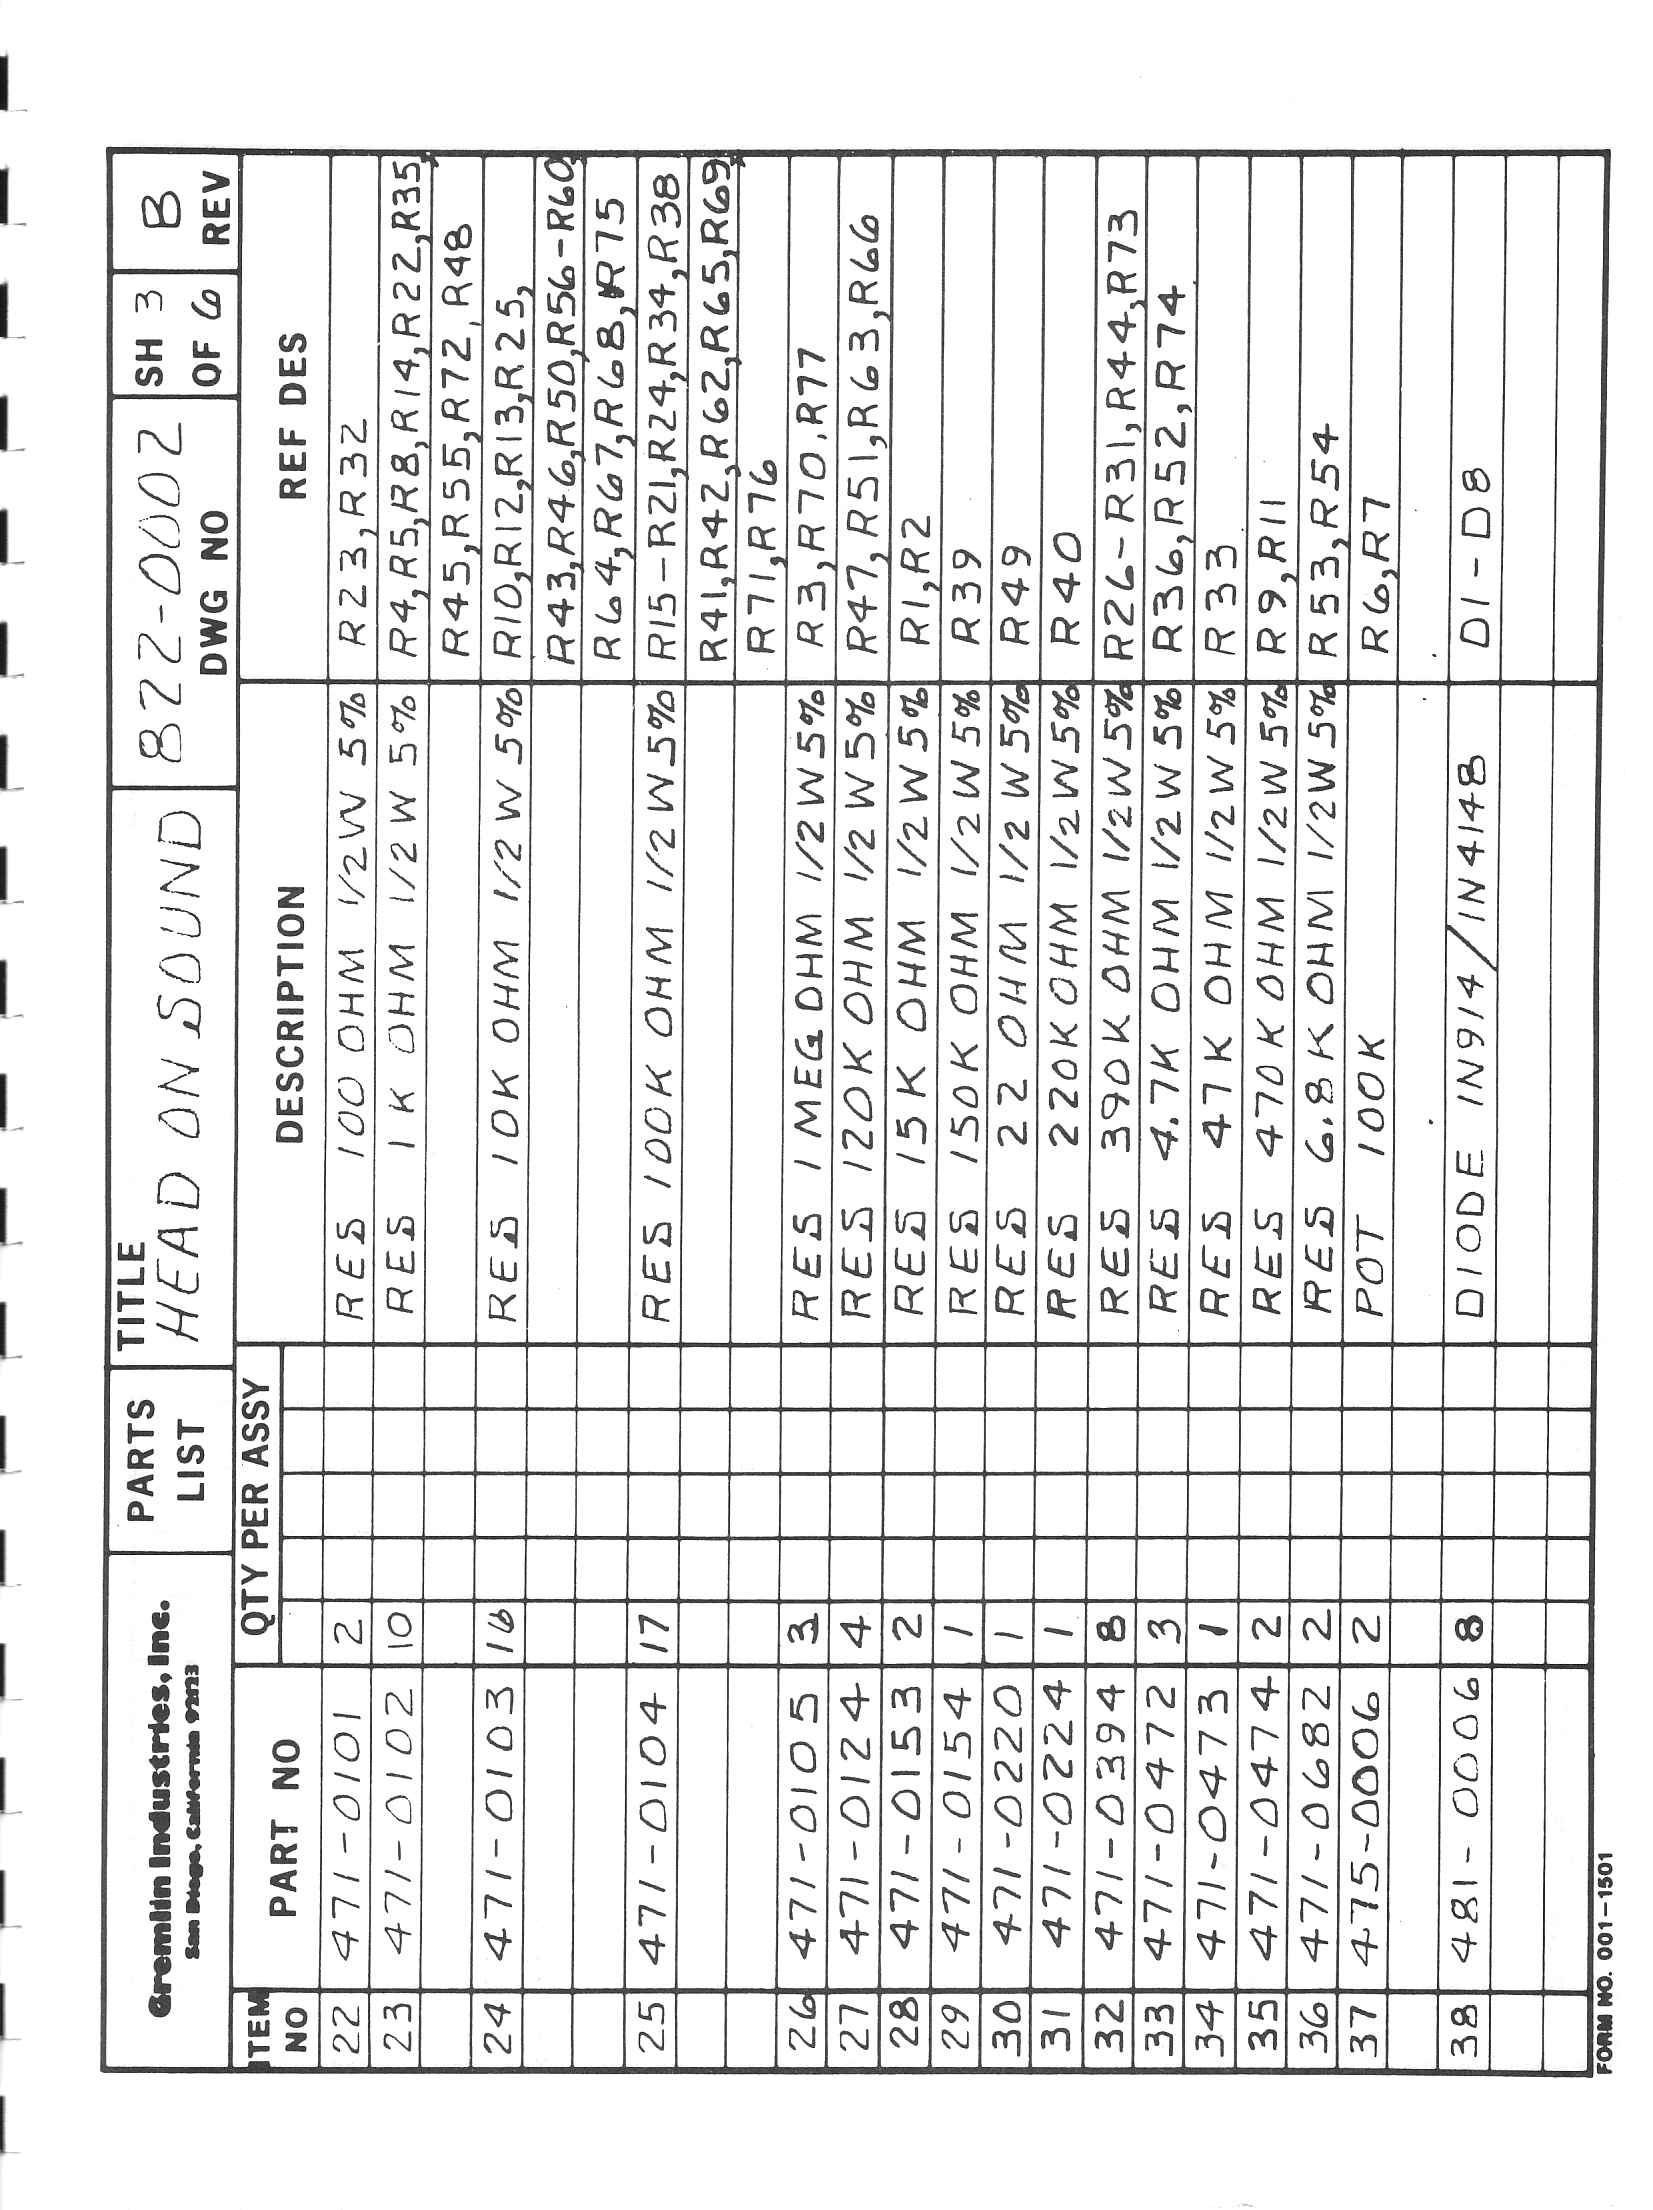 Gremlin Industries, Inc.
San Diego, California 92123
PARTS LIST
TITLE
HEAD ON SOUND
822-0002
DWG NO
SH 3
OF 6
B
REV
ITEM NO PART NO QTY PER ASSY DESCRIPTION REF DES
22 471-0101 2 RES 100 OHM 1/2W 5% R23,R32
23 471-0102 10 RES 1K OHM 1/2W 5% R4,R5,R8,R14,R22,R35,
R45,R55,R72,R48
24 471-0103 16 RES 10K OHM 1/2W 5% R10,R12,R13,R25,
R43,R46,R50,R56-R60,
R64,R67,R68,R75
25 471-0104 17 RES 100K OHM 1/2W 5% R15-R21,R24,R34,R38
R41,R42,R62,R65,R69,
R71,R76
26 471-0105 3 RES 1 MEG OHM 1/2W 5% R3,R70,R77
27 471-0124 4 RES 120K OHM 1/2W 5% R47,R51,R63,R66
28 471-0153 2 RES 15K OHM 1/2W 5% R1,R2
29 471-0154 1 RES 150K OHM 1/2W 5% R39
30 471-0220 1 RES 22 OHM 1/2W 5% R49
31 471-0224 1 RES 220K OHM 1/2W 5% R40
32 471-0394 8 RES 390K OHM 1/2W 5% R26-R31,R44,R73
33 471-0472 3 RES 4.7K OHM 1/2W 5% R36,R52,R74
34 471-0473 1 RES 47K OHM 1/2W 5% R33
35 471-0474 2 RES 470K OHM 1/2W 5% R9,R11
36 471-0682 2 RES 6.8K OHM 1/2W 5% R53,R54
37 475-0006 2 POT 100K R6,R7
38 481-0006 8 DIODE IN914/IN4148 D1-D8
FORM NO. 001-1501